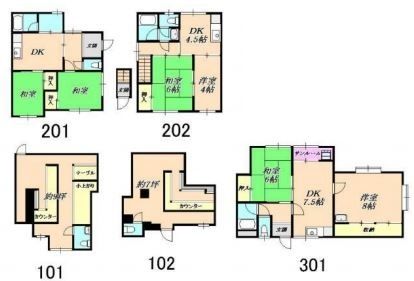 DK
玄関
押入
和室
和室
201
DK
4.5帖
和室
6帖
洋室
4帖
押入
202
テーブル
小上がり
約9坪
カウンター
101
約7坪
カウンター
102
サンルーム
和室
6帖
押入
DK
7.5帖
洋室
8帖
玄関
収納
301